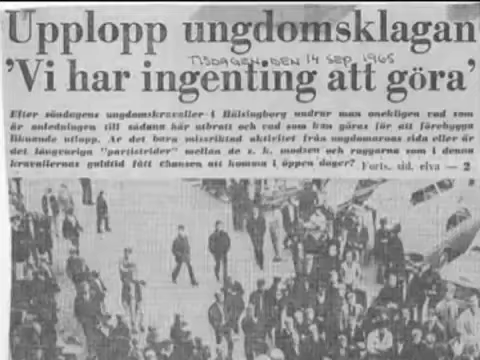 Upplopp ungdomsklagan
TISDAGEN DEN 14 SEP. 1965
'Vi har ingenting att göra'
Efter söndagens ungdomskravaller i Hälsingborg undrar man onekligen vad som
är anledningen till sådana här utbrott och vad som kan göras för att förebygga
liknande utlopp. Är det bara missriktad aktivitet från ungdomarnas sida eller är
det långvariga "partistrider" mellan de s. k. modsen och raggarna som i denna
kravallernas guldtid fått chansen att komma i öppen dager? Forts. sid. elva — 2